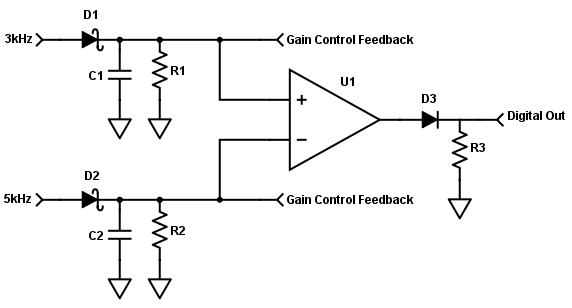 D1
3kHz
Gain Control Feedback
C1
R1
U1
+
D3
Digital Out
−
R3
D2
5kHz
Gain Control Feedback
C2
R2